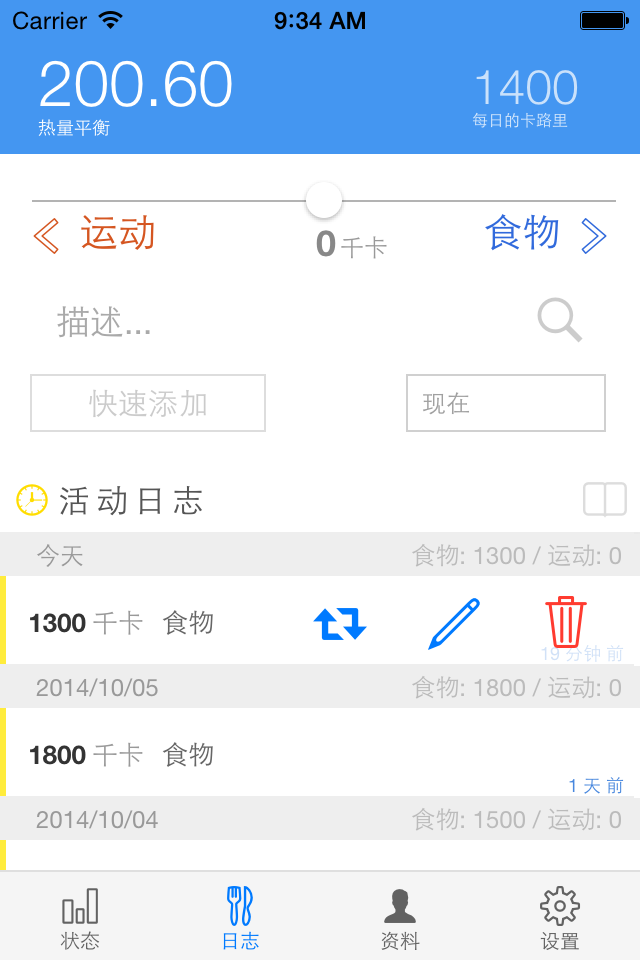 Carrier 9:34 AM
200.60 1400
热量平衡 每日的卡路里
运动 0千卡 食物
描述...
快速添加 现在
活动日志
今天 食物: 1300 / 运动: 0
1300 千卡 食物
19 分钟 前
2014/10/05 食物: 1800 / 运动: 0
1800 千卡 食物
1 天 前
2014/10/04 食物: 1500 / 运动: 0
状态 日志 资料 设置